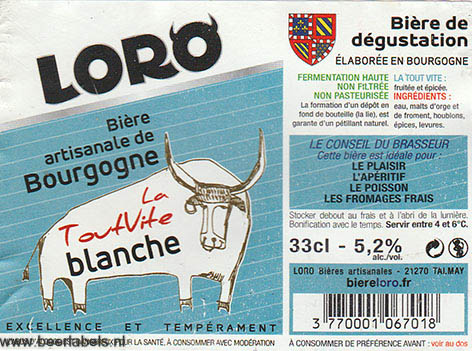 LORO
Bière
artisanale de
Bourgogne
La
ToutVite
blanche
EXCELLENCE ET TEMPÉRAMENT
POUR LA SANTÉ, À CONSOMMER AVEC MODÉRATION
www.beerlabels.nl
Bière de
dégustation
ÉLABORÉE EN BOURGOGNE
FERMENTATION HAUTE
NON FILTRÉE
NON PASTEURISÉE
La formation d'un dépôt en
fond de bouteille (la lie), est
garante d'un pétillant naturel.
LA TOUT VITE :
fruitée et épicée.
INGRÉDIENTS :
eau, malts d'orge et
de froment, houblons,
épices, levures.
LE CONSEIL DU BRASSEUR
Cette bière est idéale pour :
LE PLAISIR
L'APÉRITIF
LE POISSON
LES FROMAGES FRAIS
Stocker debout au frais et à l'abri de la lumière.
Bonification avec le temps. Servir entre 4 et 6°C.
33cl - 5,2%
alc./vol.
LORO Bières artisanales - 21270 TALMAY
biereloro.fr
3 770001 067018
À CONSOMMER DE PRÉFÉRENCE AVANT : voir au dos